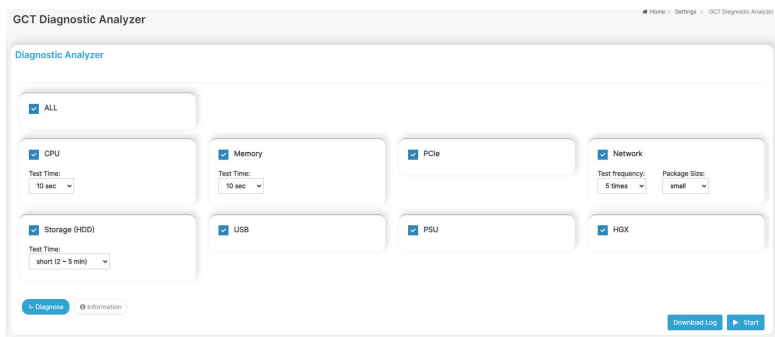 GCT Diagnostic Analyzer
Home > Settings > GCT Diagnostic Analyzer
Diagnostic Analyzer
ALL
CPU
Test Time:
10 sec
Memory
Test Time:
10 sec
PCIe
Network
Test frequency: Package Size:
5 times small
Storage (HDD)
Test Time:
short (2 ~ 5 min)
USB
PSU
HGX
Diagnose Information
Download Log Start